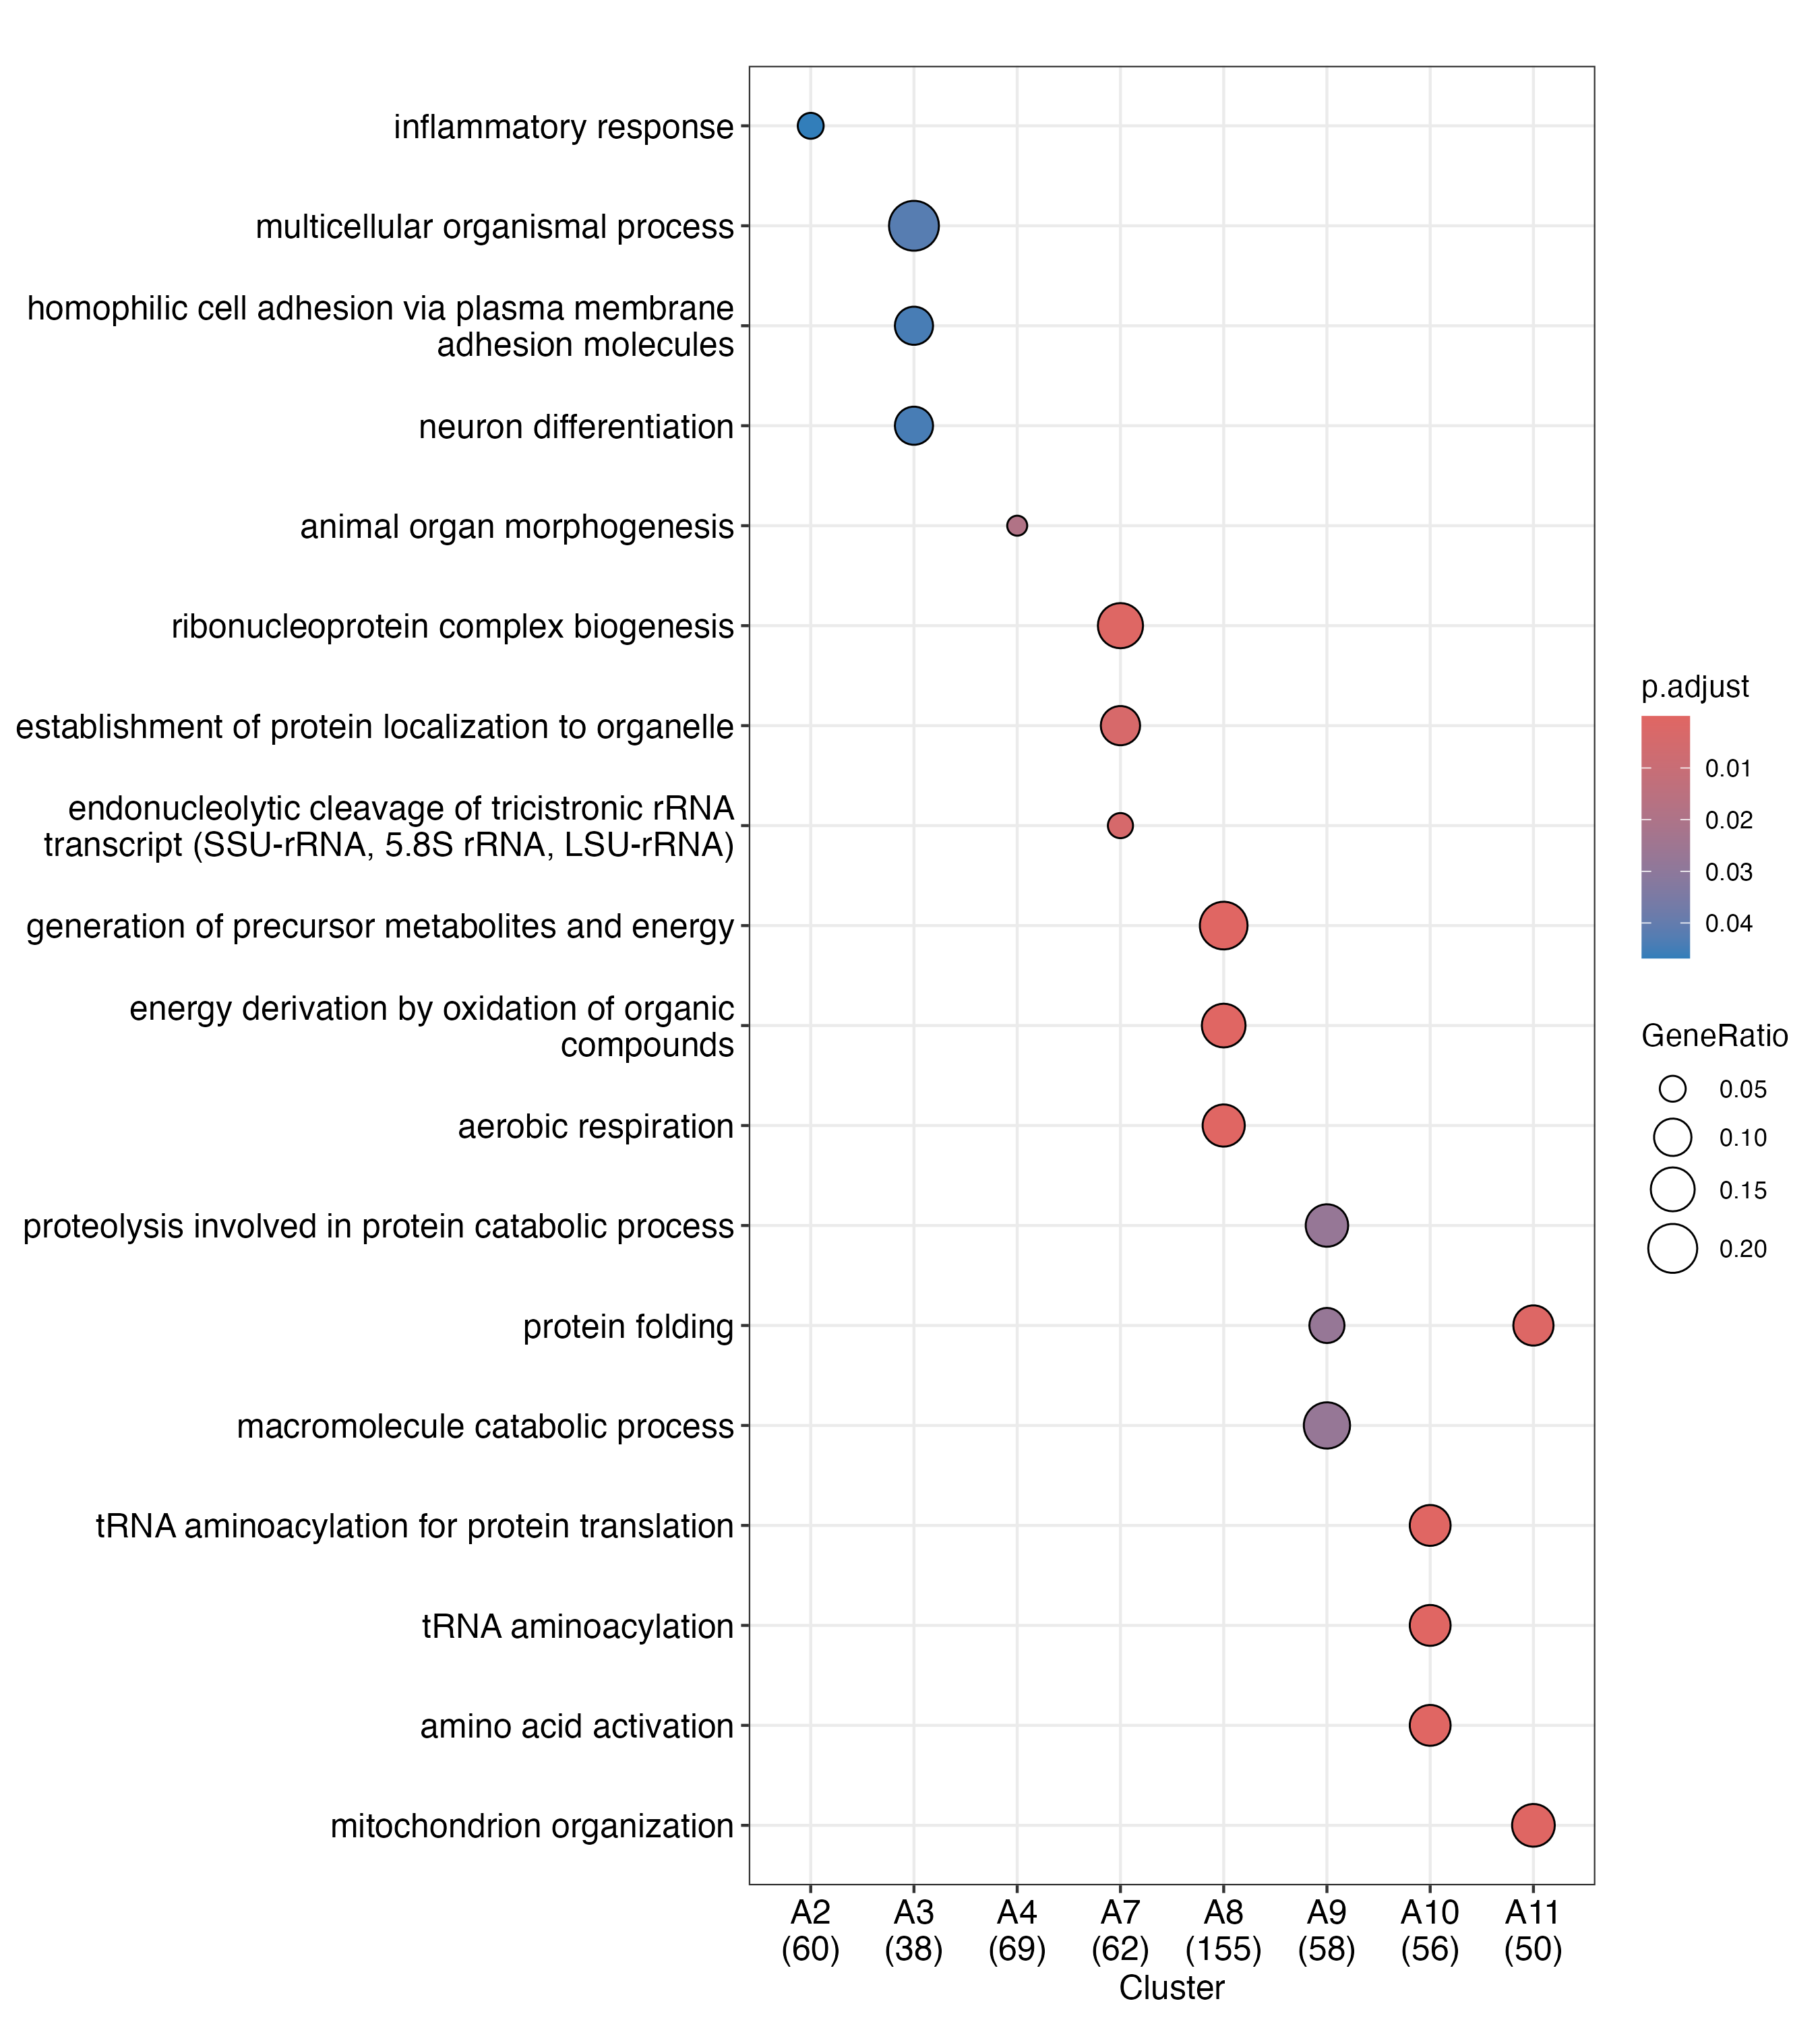 inflammatory response
multicellular organismal process
homophilic cell adhesion via plasma membrane
adhesion molecules
neuron differentiation
animal organ morphogenesis
ribonucleoprotein complex biogenesis
establishment of protein localization to organelle
endonucleolytic cleavage of tricistronic rRNA
transcript (SSU-rRNA, 5.8S rRNA, LSU-rRNA)
generation of precursor metabolites and energy
energy derivation by oxidation of organic
compounds
aerobic respiration
proteolysis involved in protein catabolic process
protein folding
macromolecule catabolic process
tRNA aminoacylation for protein translation
tRNA aminoacylation
amino acid activation
mitochondrion organization
A2 A3 A4 A7 A8 A9 A10 A11
(60) (38) (69) (62) (155) (58) (56) (50)
Cluster
p.adjust
0.01
0.02
0.03
0.04
GeneRatio
0.05
0.10
0.15
0.20